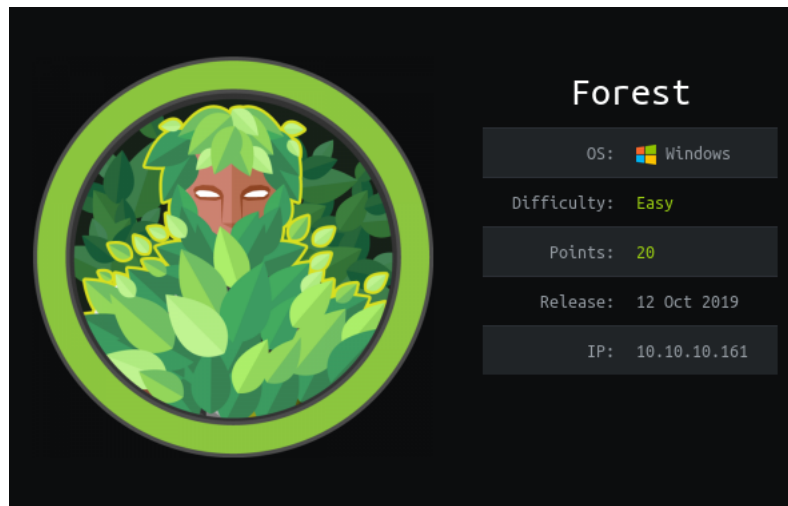 Forest
OS: Windows
Difficulty: Easy
Points: 20
Release: 12 Oct 2019
IP: 10.10.10.161